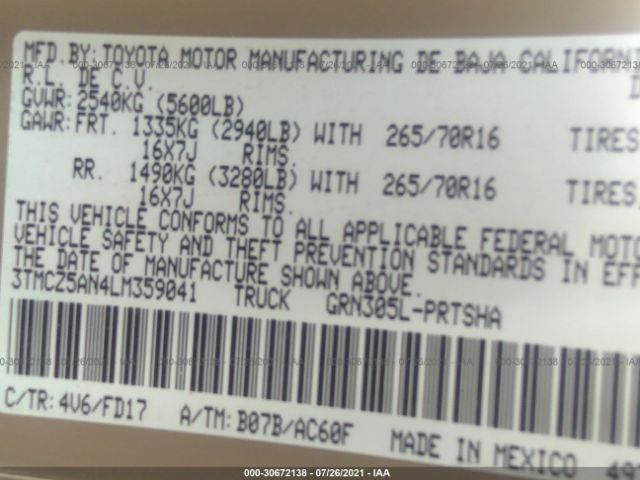 MFD.BY: TOYOTA MOTOR MANUFACTURING DE BAJA CALIFORNI
R.L. DE C.V.
GVWR: 2540KG (5600LB)
GAWR: FRT. 1335KG (2940LB) WITH 265/70R16 TIRES
16X7J RIMS.
RR. 1490KG (3280LB) WITH 265/70R16 TIRES,
16X7J RIMS.
THIS VEHICLE CONFORMS TO ALL APPLICABLE FEDERAL MOTO
VEHICLE SAFETY AND THEFT PREVENTION STANDARDS IN EFF
THE DATE OF MANUFACTURE SHOWN ABOVE.
3TMCZ5AN4LM359041 TRUCK GRN305L-PRTSHA
C/TR: 4V6/FD17 A/TM: B07B/AC60F MADE IN MEXICO
000-30672138 - 07/26/2021 - IAA